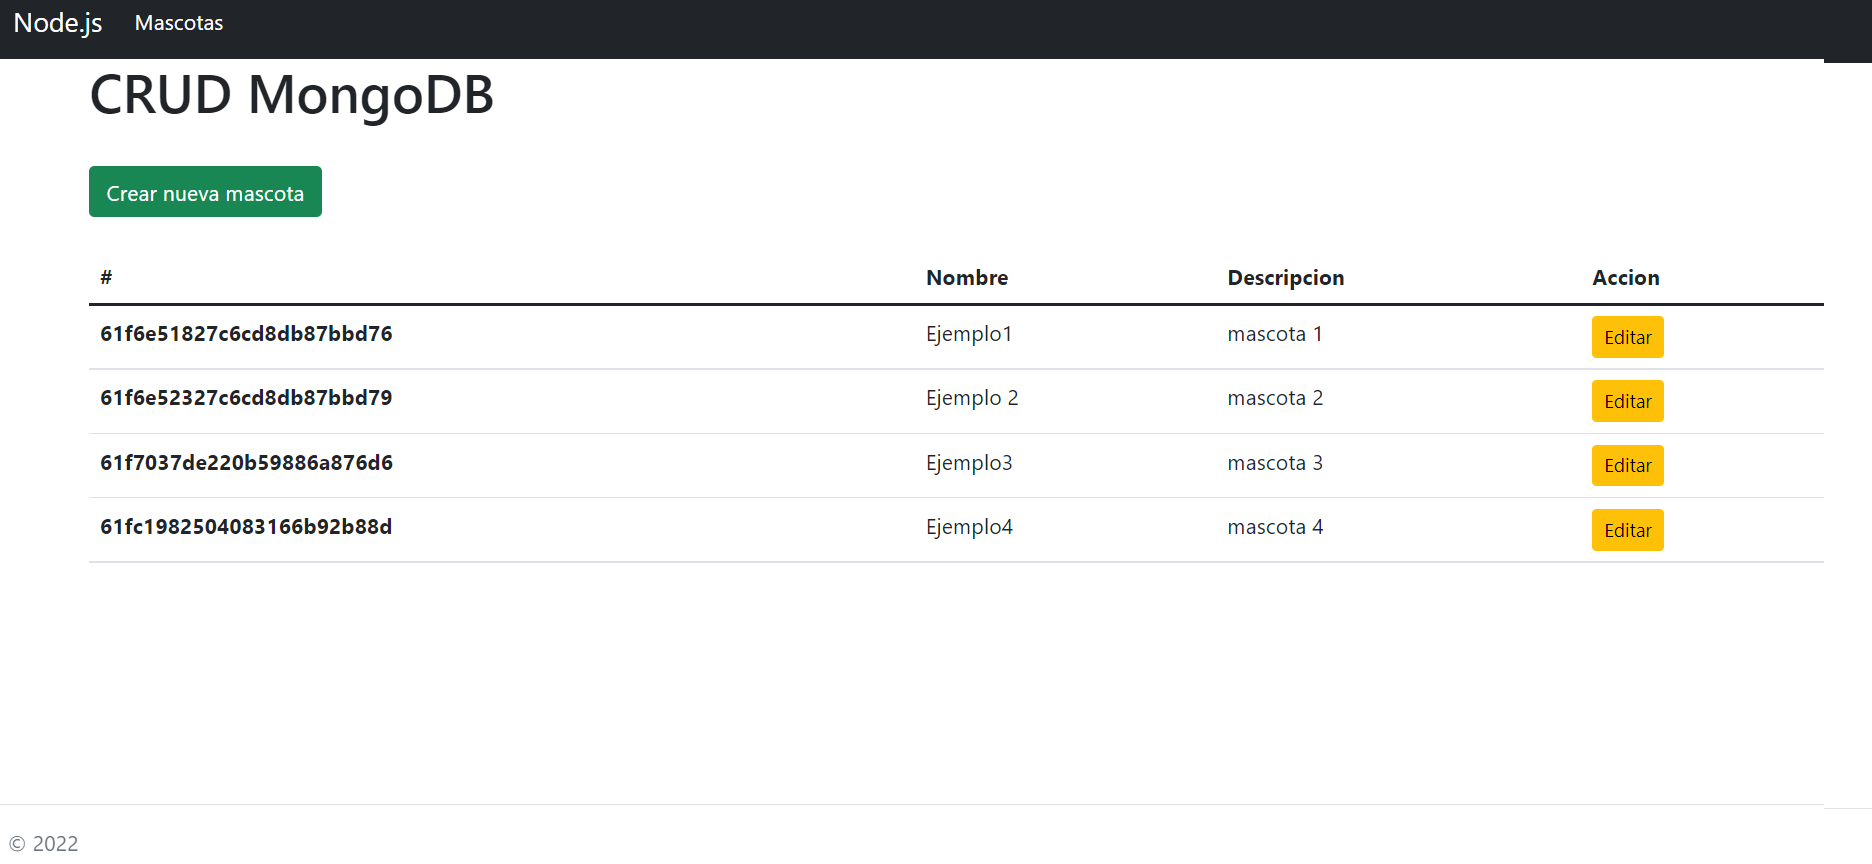 Node.js Mascotas
CRUD MongoDB
Crear nueva mascota
# Nombre Descripcion Accion
61f6e51827c6cd8db87bbd76 Ejemplo1 mascota 1 Editar
61f6e52327c6cd8db87bbd79 Ejemplo 2 mascota 2 Editar
61f7037de220b59886a876d6 Ejemplo3 mascota 3 Editar
61fc1982504083166b92b88d Ejemplo4 mascota 4 Editar
© 2022